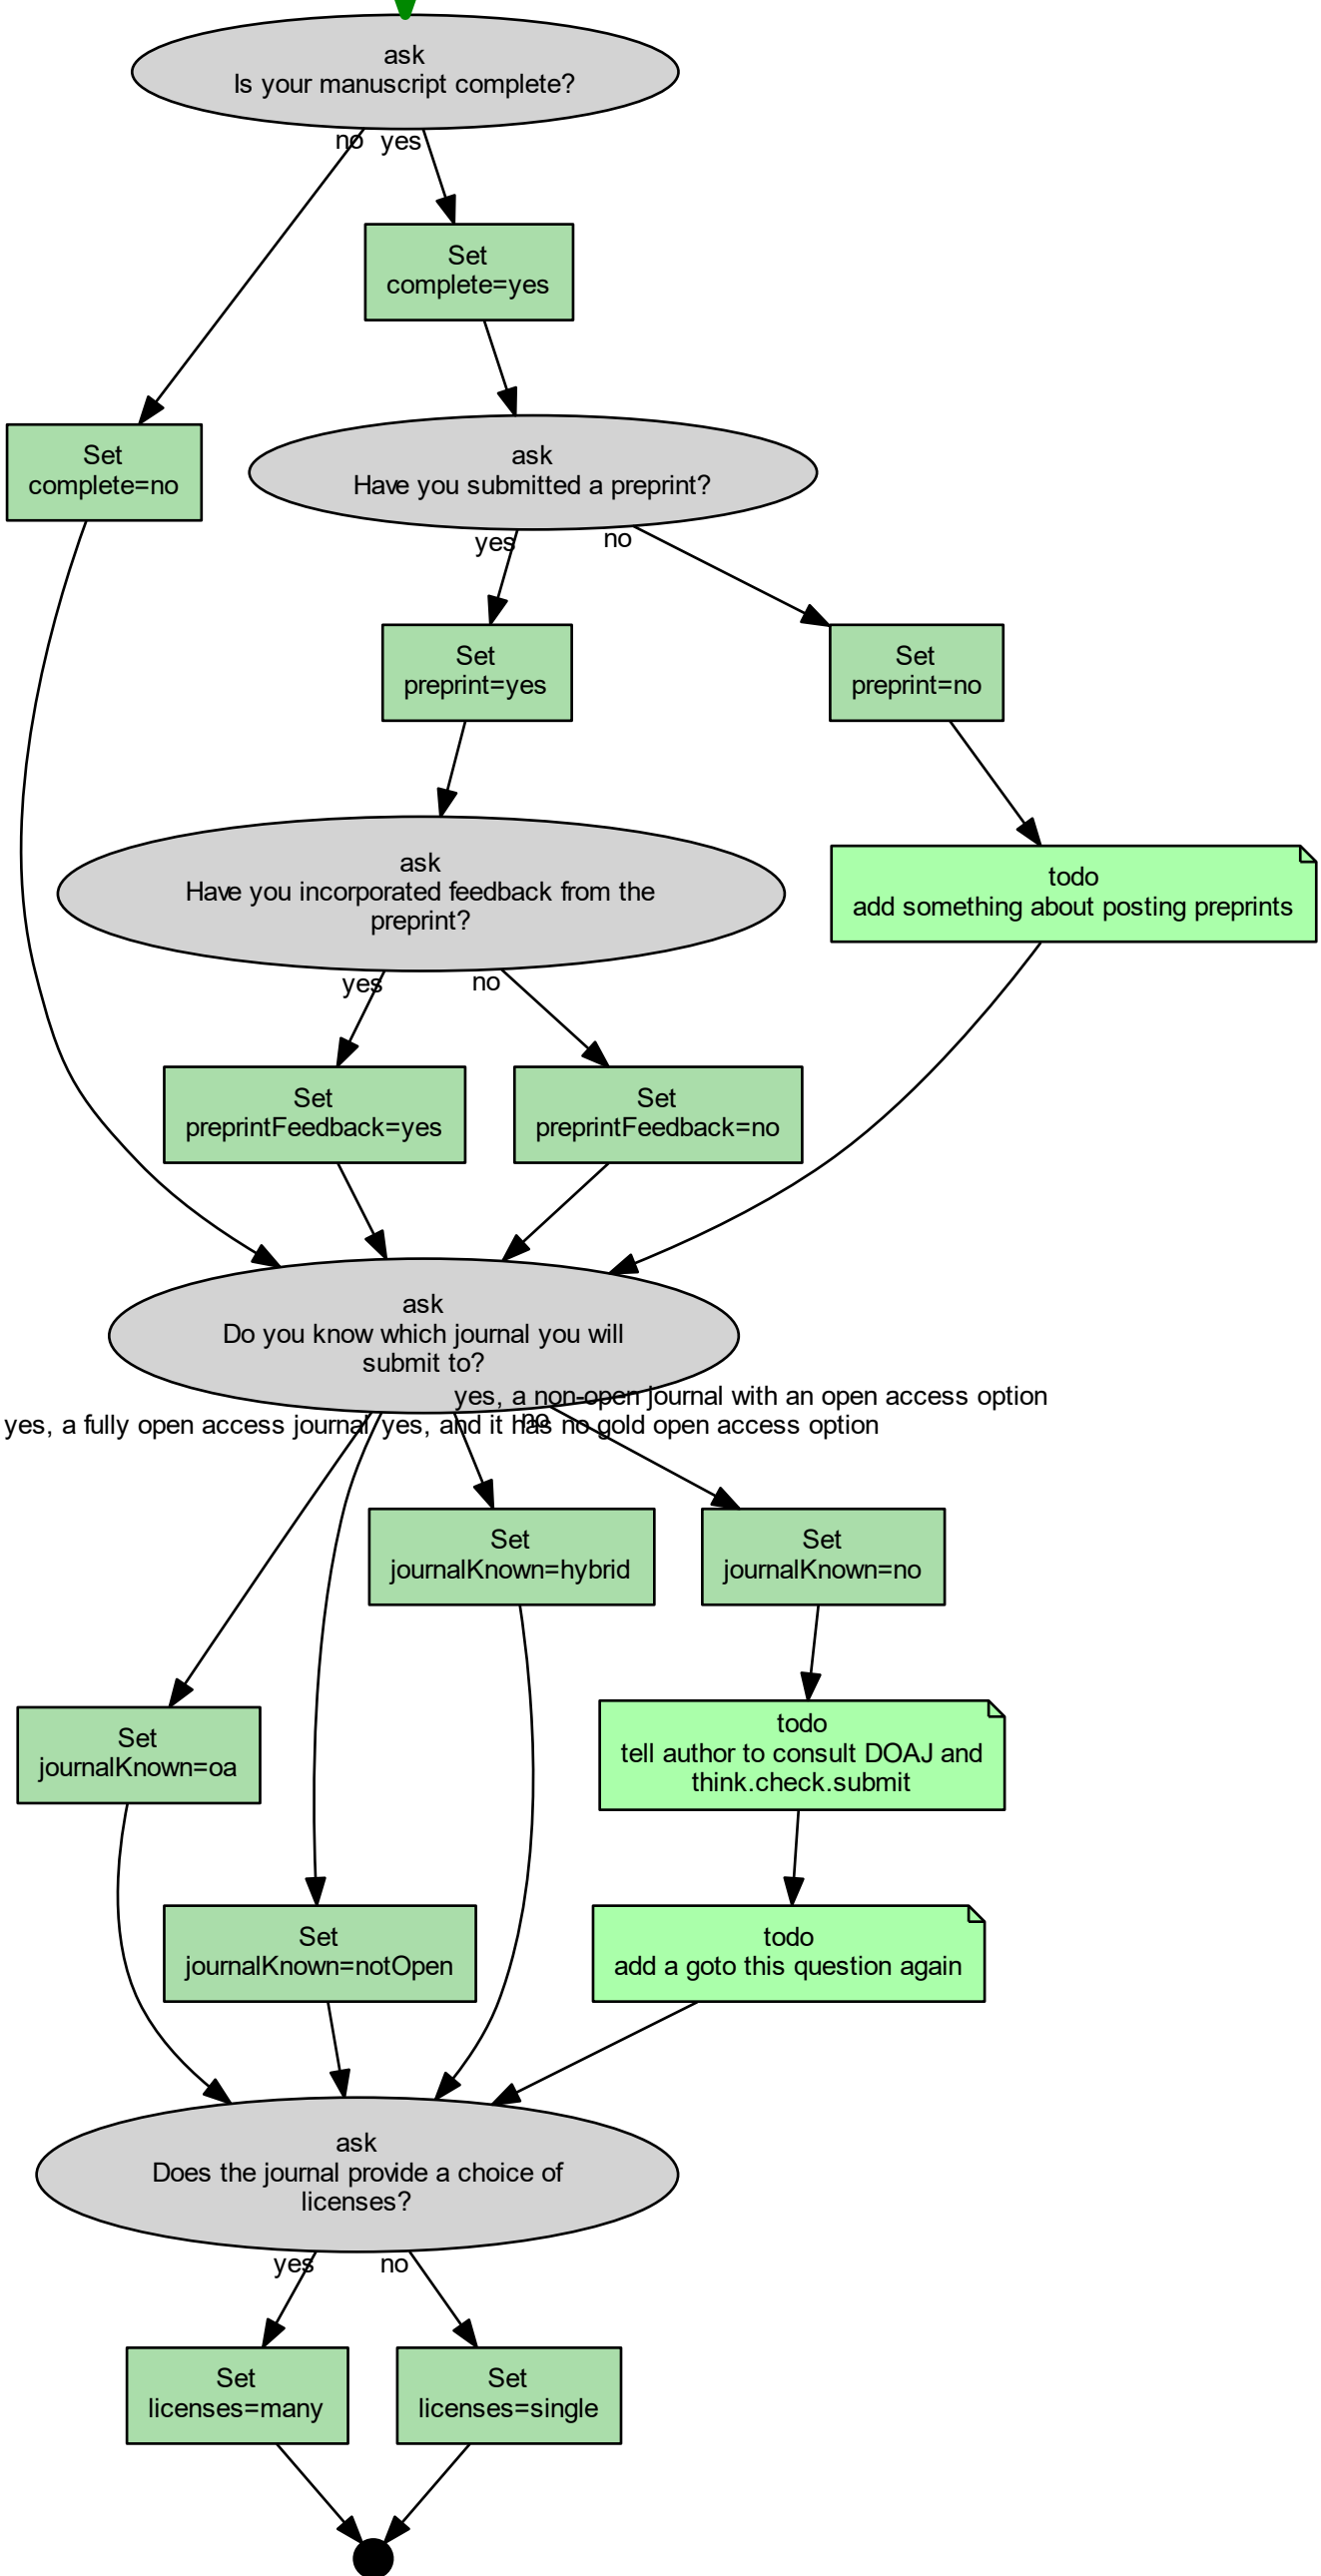 ask
Is your manuscript complete?
no
yes
Set
complete=yes
Set
complete=no
ask
Have you submitted a preprint?
yes
no
Set
preprint=yes
Set
preprint=no
ask
Have you incorporated feedback from the
preprint?
todo
add something about posting preprints
yes
no
Set
preprintFeedback=yes
Set
preprintFeedback=no
ask
Do you know which journal you will
submit to?
yes, a non-open journal with an open access option
no
yes, a fully open access journal
yes, and it has no gold open access option
Set
journalKnown=hybrid
Set
journalKnown=no
Set
journalKnown=oa
todo
tell author to consult DOAJ and
think.check.submit
Set
journalKnown=notOpen
todo
add a goto this question again
ask
Does the journal provide a choice of
licenses?
yes
no
Set
licenses=many
Set
licenses=single